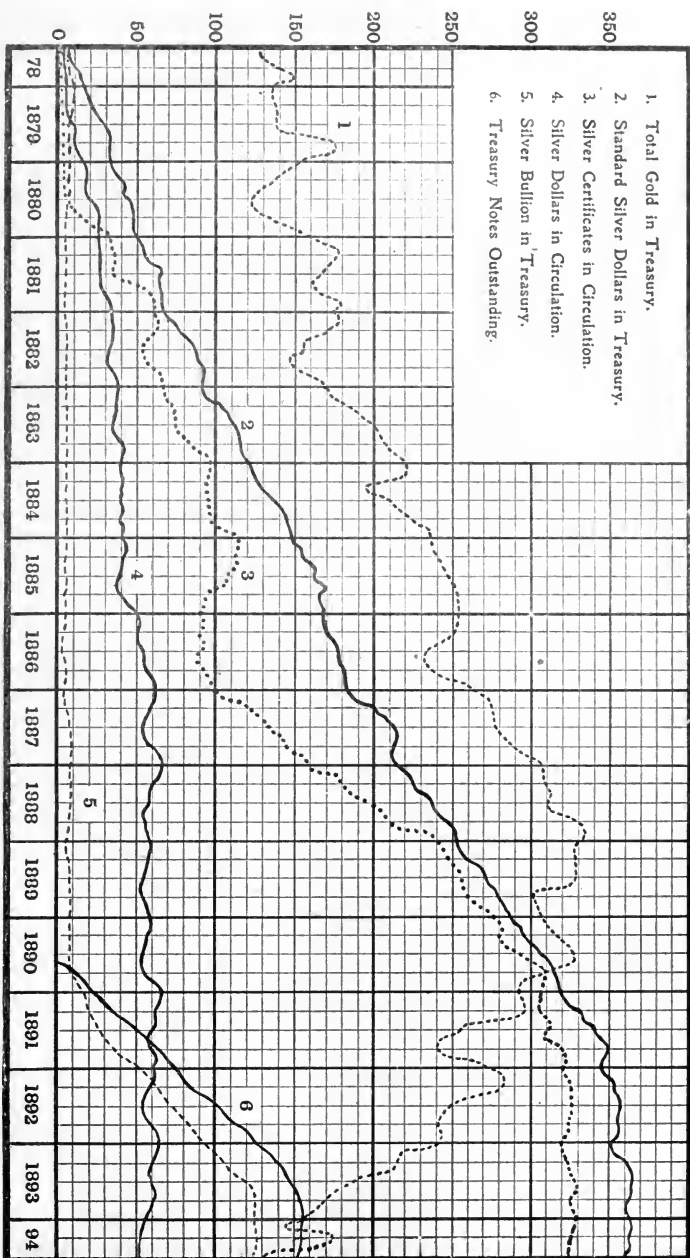 1. Total Gold in Treasury.
2. Standard Silver Dollars in Treasury.
3. Silver Certificates in Circulation.
4. Silver Dollars in Circulation.
5. Silver Bullion in Treasury.
6. Treasury Notes Outstanding.
0 50 100 150 200 250 300 350
1
2
3
4
5
6
78 1879 1880 1881 1882 1883 1884 1885 1886 1887 1888 1889 1890 1891 1892 1893 94